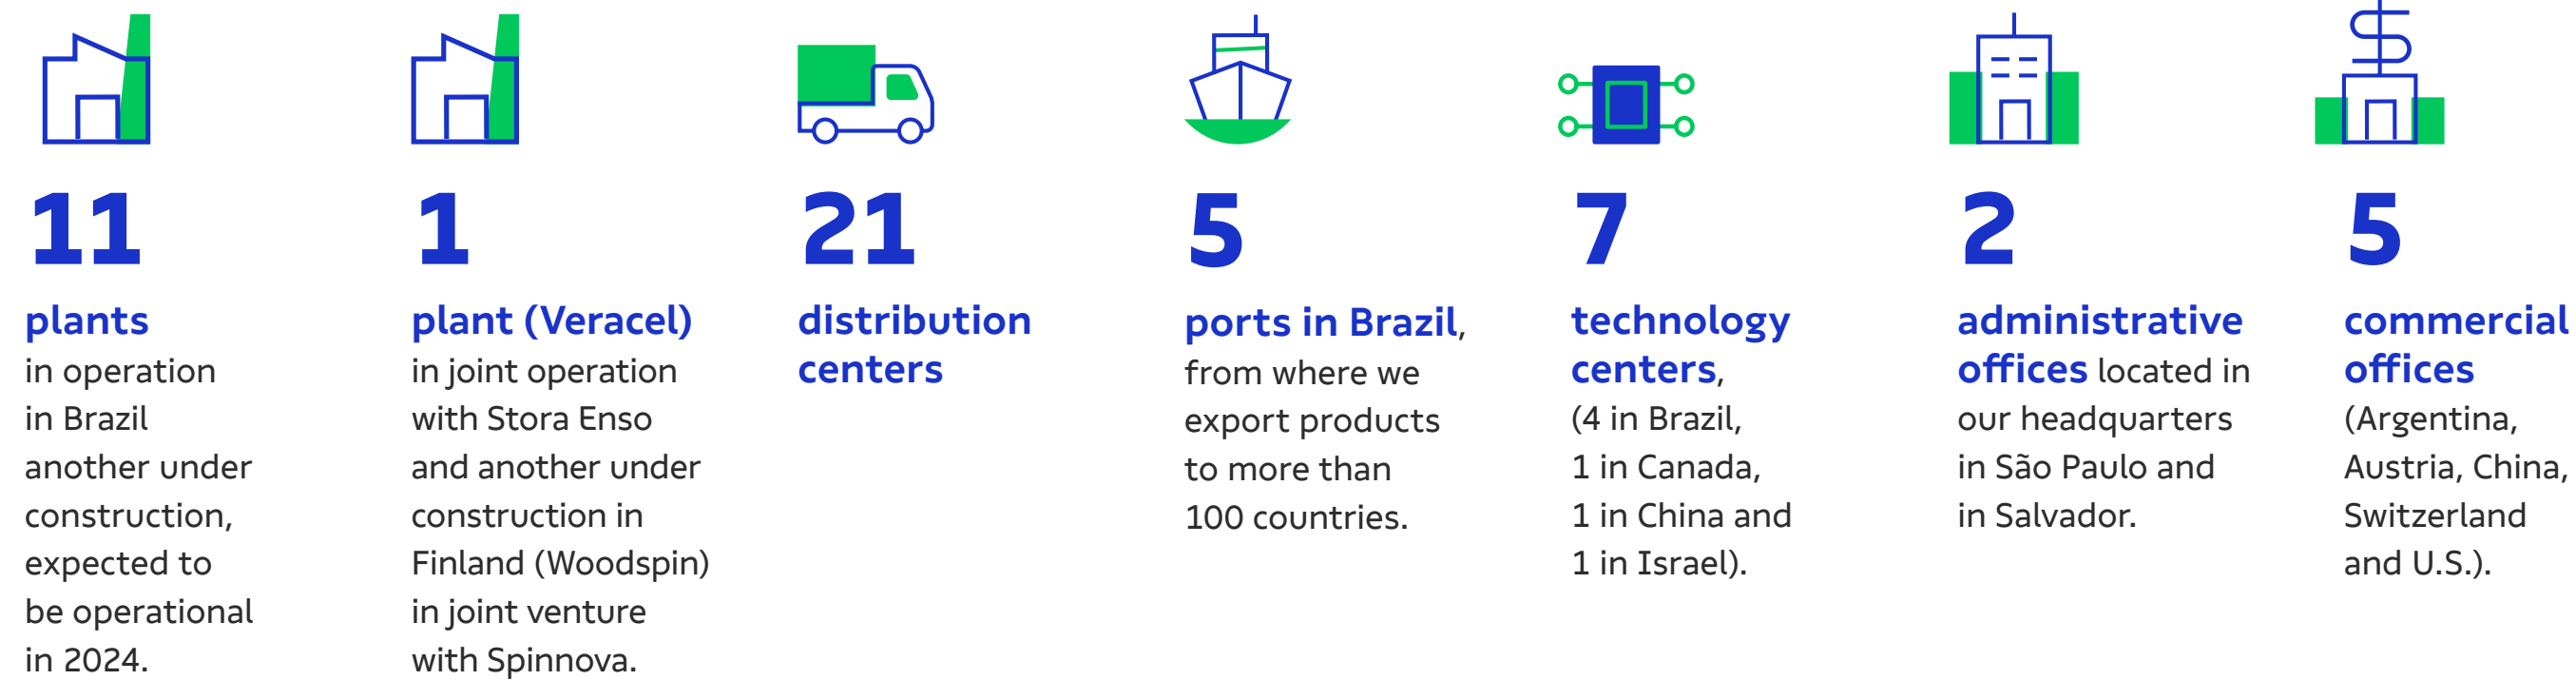 11
plants
in operation
in Brazil
another under
construction,
expected to
be operational
in 2024.
1
plant (Veracel)
in joint operation
with Stora Enso
and another under
construction in
Finland (Woodspin)
in joint venture
with Spinnova.
21
distribution
centers
5
ports in Brazil,
from where we
export products
to more than
100 countries.
7
technology
centers,
(4 in Brazil,
1 in Canada,
1 in China and
1 in Israel).
2
administrative
offices located in
our headquarters
in São Paulo and
in Salvador.
5
commercial
offices
(Argentina,
Austria, China,
Switzerland
and U.S.).